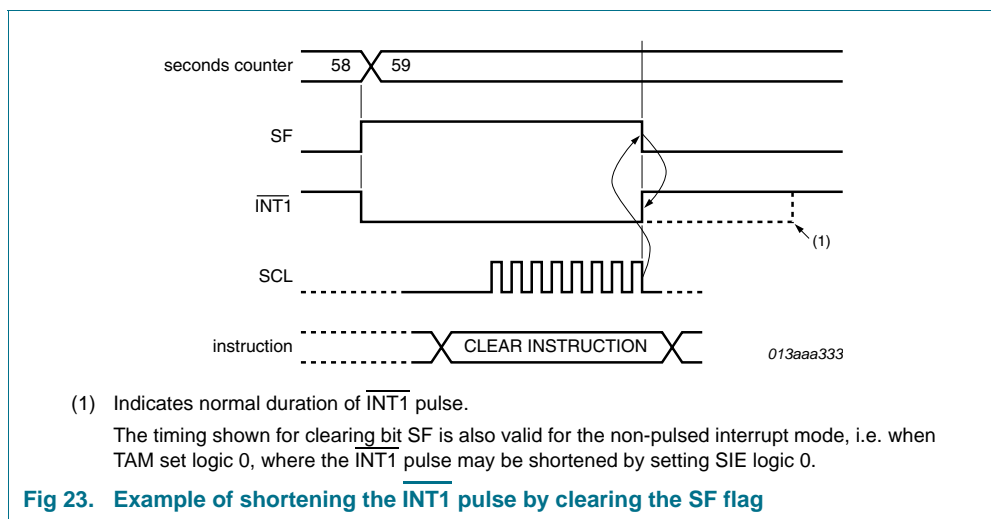 seconds counter 58 59
SF
INT1
(1)
SCL
instruction CLEAR INSTRUCTION
013aaa333
(1) Indicates normal duration of INT1 pulse.
The timing shown for clearing bit SF is also valid for the non-pulsed interrupt mode, i.e. when
TAM set logic 0, where the INT1 pulse may be shortened by setting SIE logic 0.
Fig 23. Example of shortening the INT1 pulse by clearing the SF flag